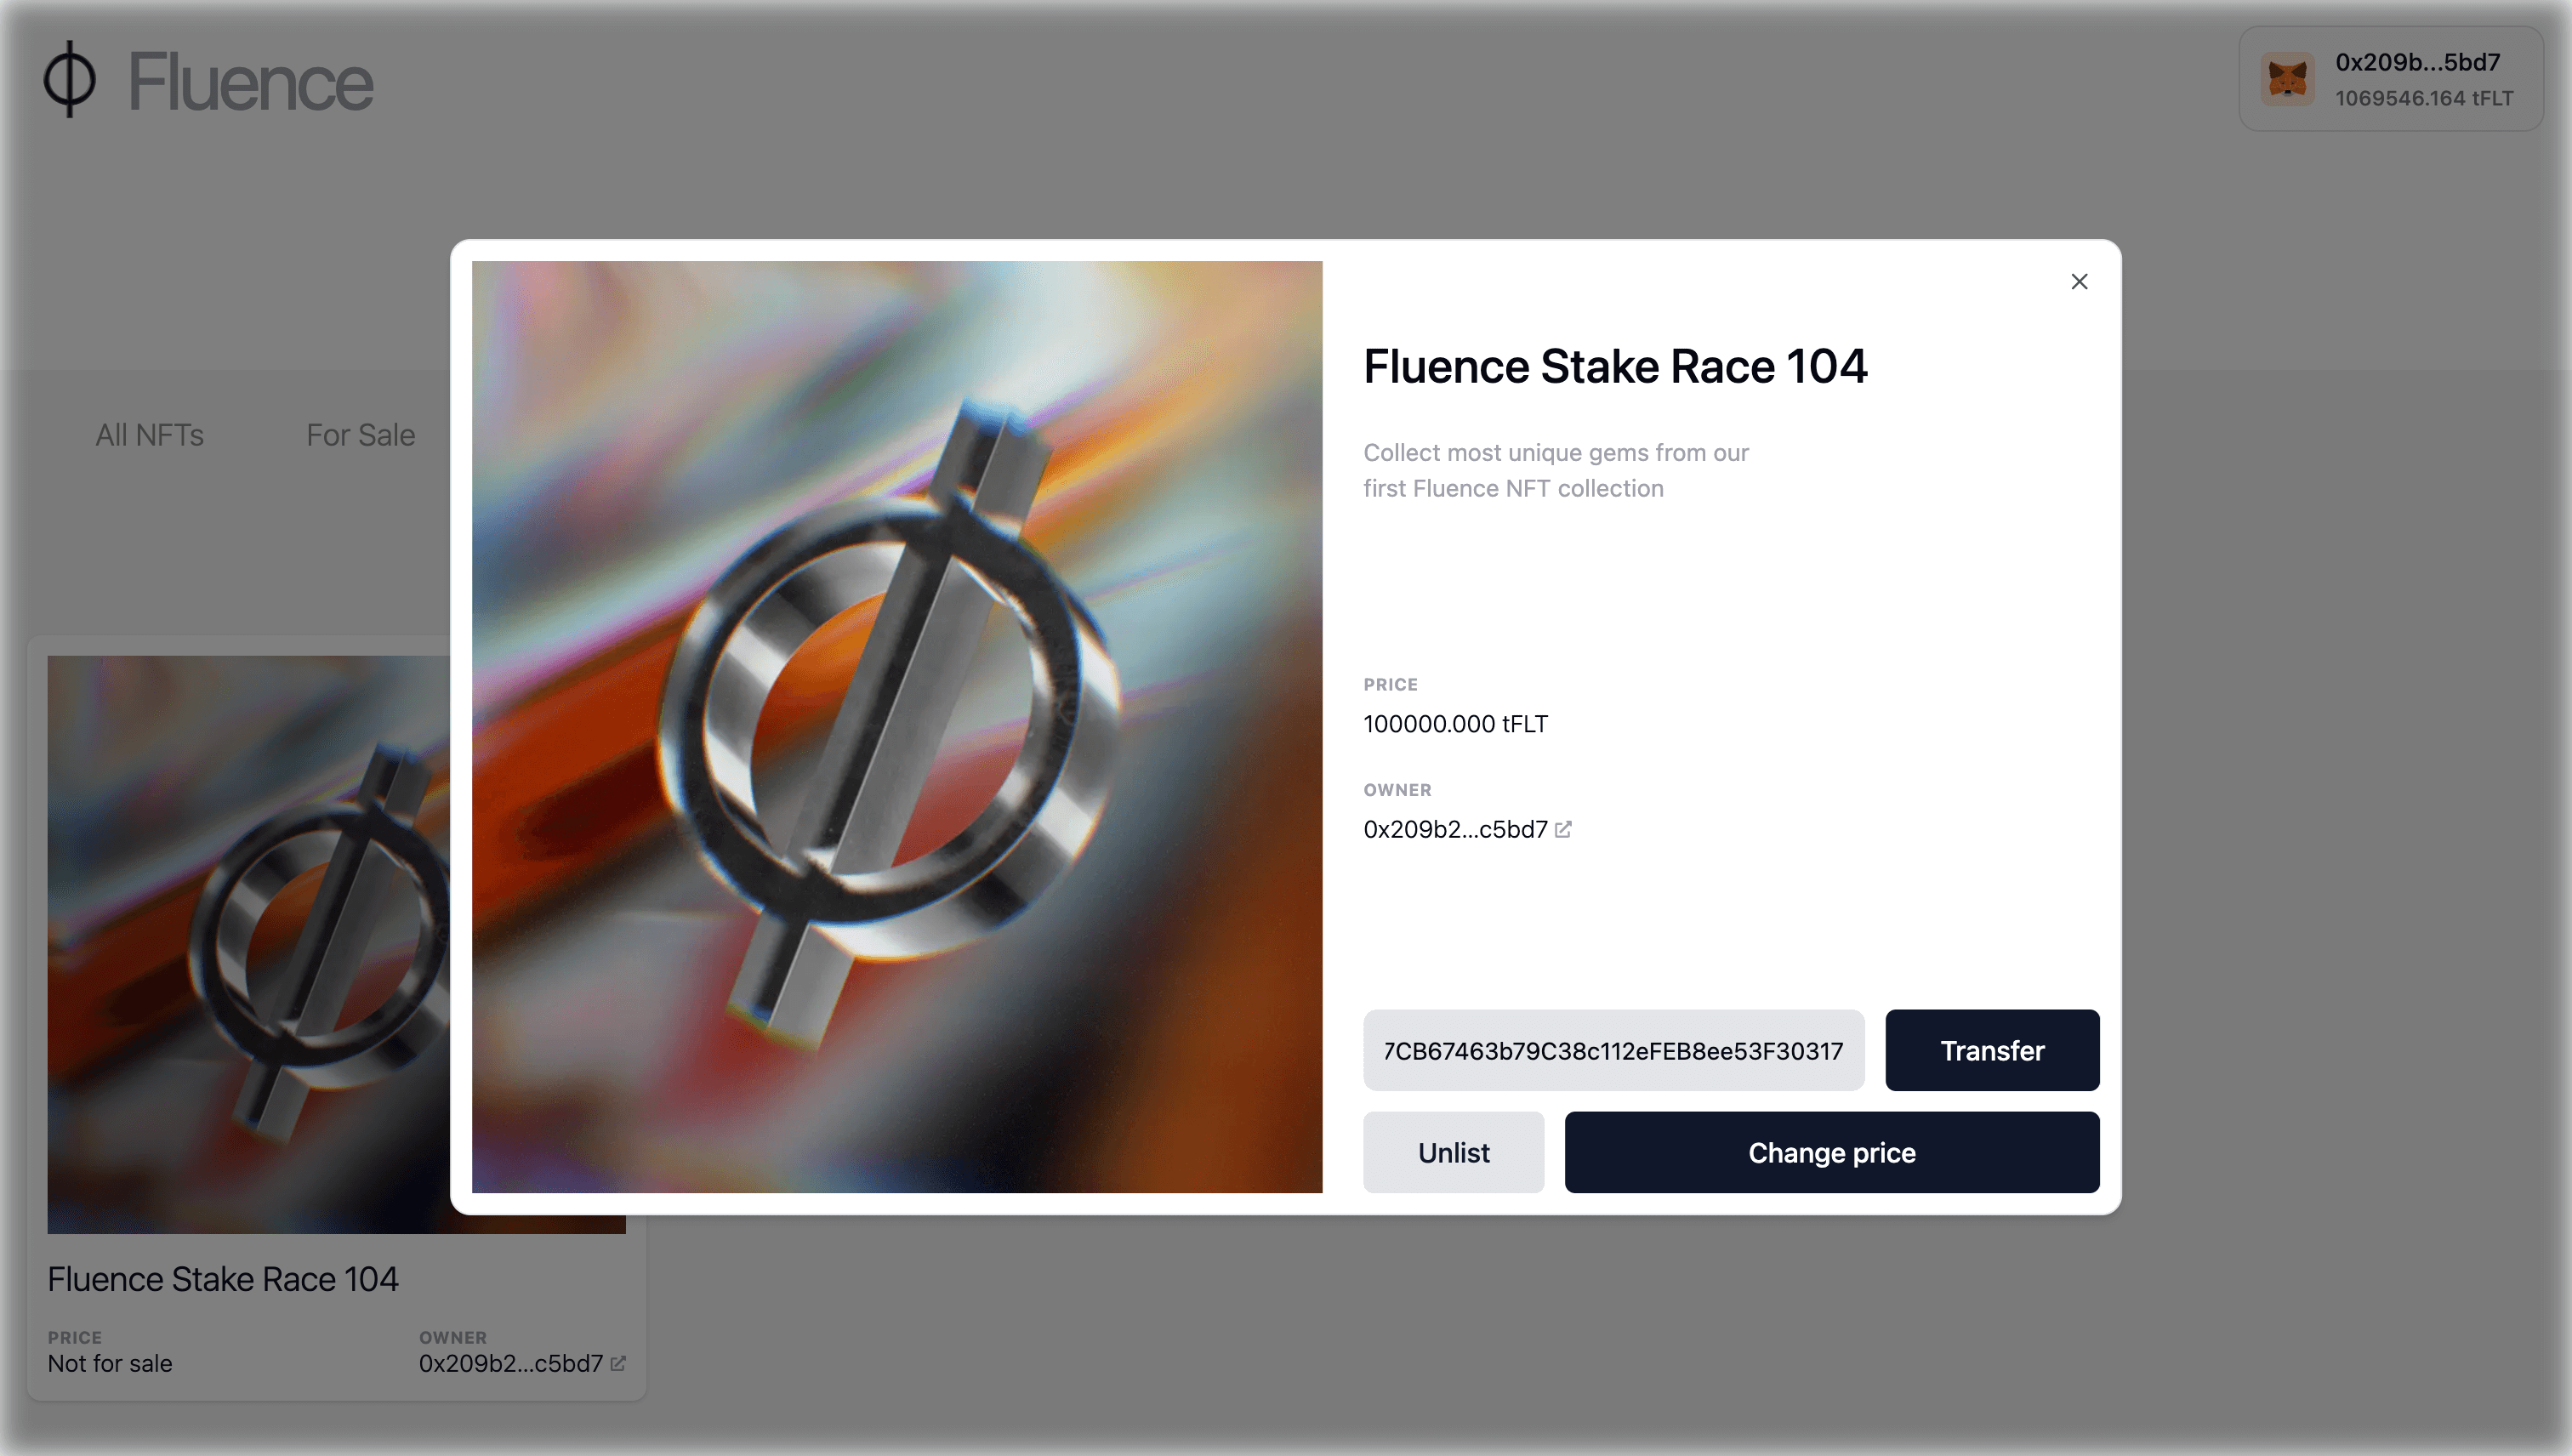 Fluence
0x209b...5bd7
1069546.164 tFLT
All NFTs
For Sale
Fluence Stake Race 104
Collect most unique gems from our
first Fluence NFT collection
PRICE
100000.000 tFLT
OWNER
0x209b2...c5bd7
7CB67463b79C38c112eFEB8ee53F30317
Transfer
Unlist
Change price
Fluence Stake Race 104
PRICE
OWNER
Not for sale
0x209b2...c5bd7